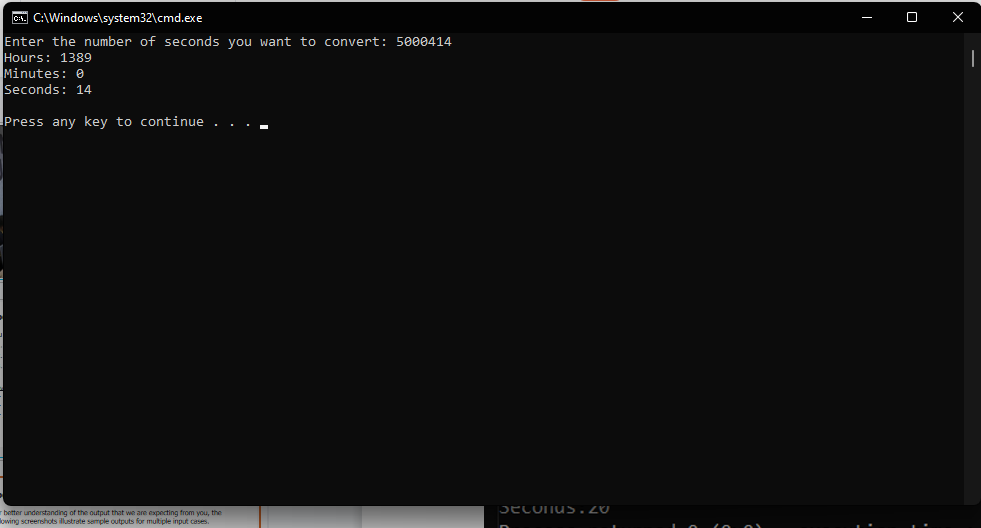 C:\Windows\system32\cmd.exe
Enter the number of seconds you want to convert: 5000414
Hours: 1389
Minutes: 0
Seconds: 14
Press any key to continue . . .
Seconds:20
better understanding of the output that we are expecting from you, the
lowing screenshots illustrate sample outputs for multiple input cases.